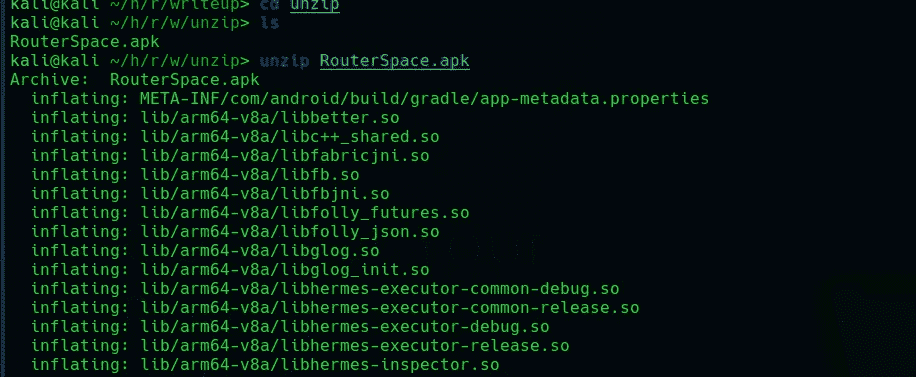 kali@kali ~/h/r/writeup> cd unzip
kali@kali ~/h/r/w/unzip> ls
RouterSpace.apk
kali@kali ~/h/r/w/unzip> unzip RouterSpace.apk
Archive:  RouterSpace.apk
  inflating: META-INF/com/android/build/gradle/app-metadata.properties
  inflating: lib/arm64-v8a/libbetter.so
  inflating: lib/arm64-v8a/libc++_shared.so
  inflating: lib/arm64-v8a/libfabricjni.so
  inflating: lib/arm64-v8a/libfb.so
  inflating: lib/arm64-v8a/libfbjni.so
  inflating: lib/arm64-v8a/libfolly_futures.so
  inflating: lib/arm64-v8a/libfolly_json.so
  inflating: lib/arm64-v8a/libglog.so
  inflating: lib/arm64-v8a/libglog_init.so
  inflating: lib/arm64-v8a/libhermes-executor-common-debug.so
  inflating: lib/arm64-v8a/libhermes-executor-common-release.so
  inflating: lib/arm64-v8a/libhermes-executor-debug.so
  inflating: lib/arm64-v8a/libhermes-executor-release.so
  inflating: lib/arm64-v8a/libhermes-inspector.so